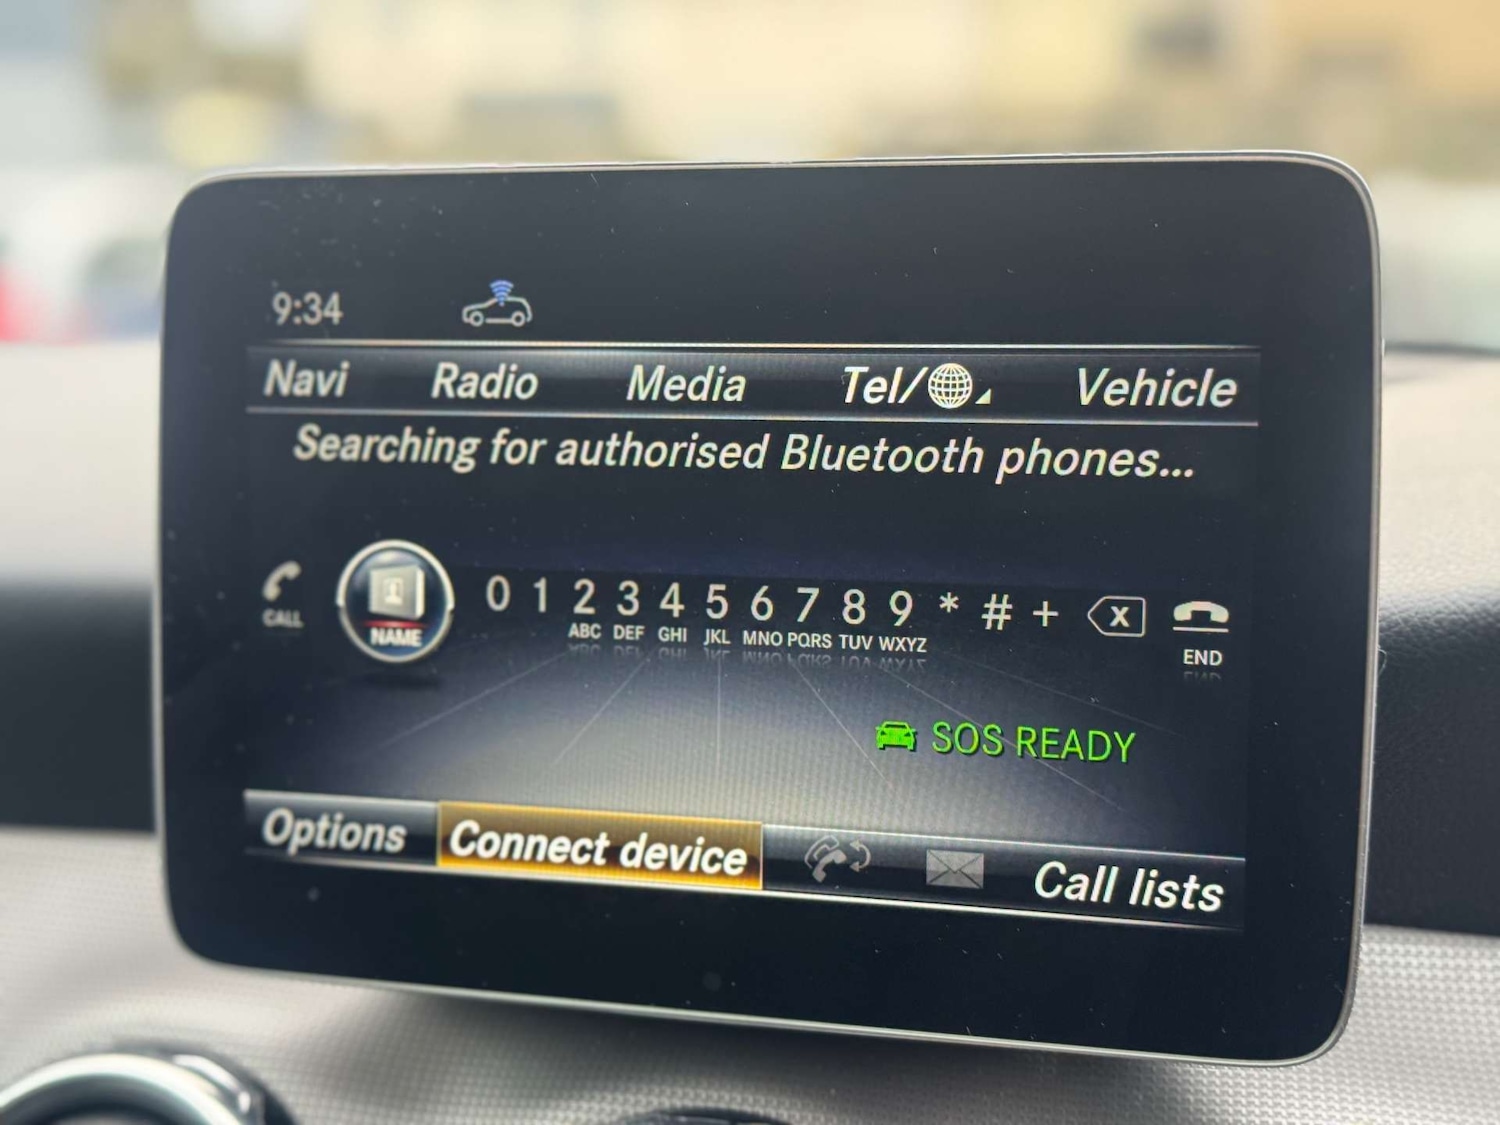 9:34
Navi Radio Media Tel/ Vehicle
Searching for authorised Bluetooth phones...
0 1 2 3 4 5 6 7 8 9 * # + X
CALL NAME ABC DEF GHI JKL MNO PQRS TUV WXYZ END
SOS READY
Options Connect device Call lists